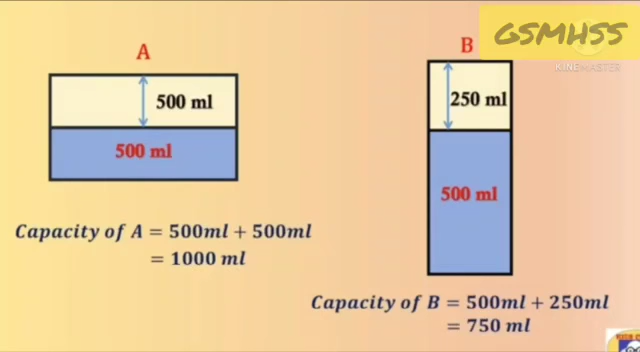 GSMHSS
KINEMASTER
A
500 ml
500 ml
Capacity of A = 500ml + 500ml
= 1000 ml
B
250 ml
500 ml
Capacity of B = 500ml + 250ml
= 750 ml